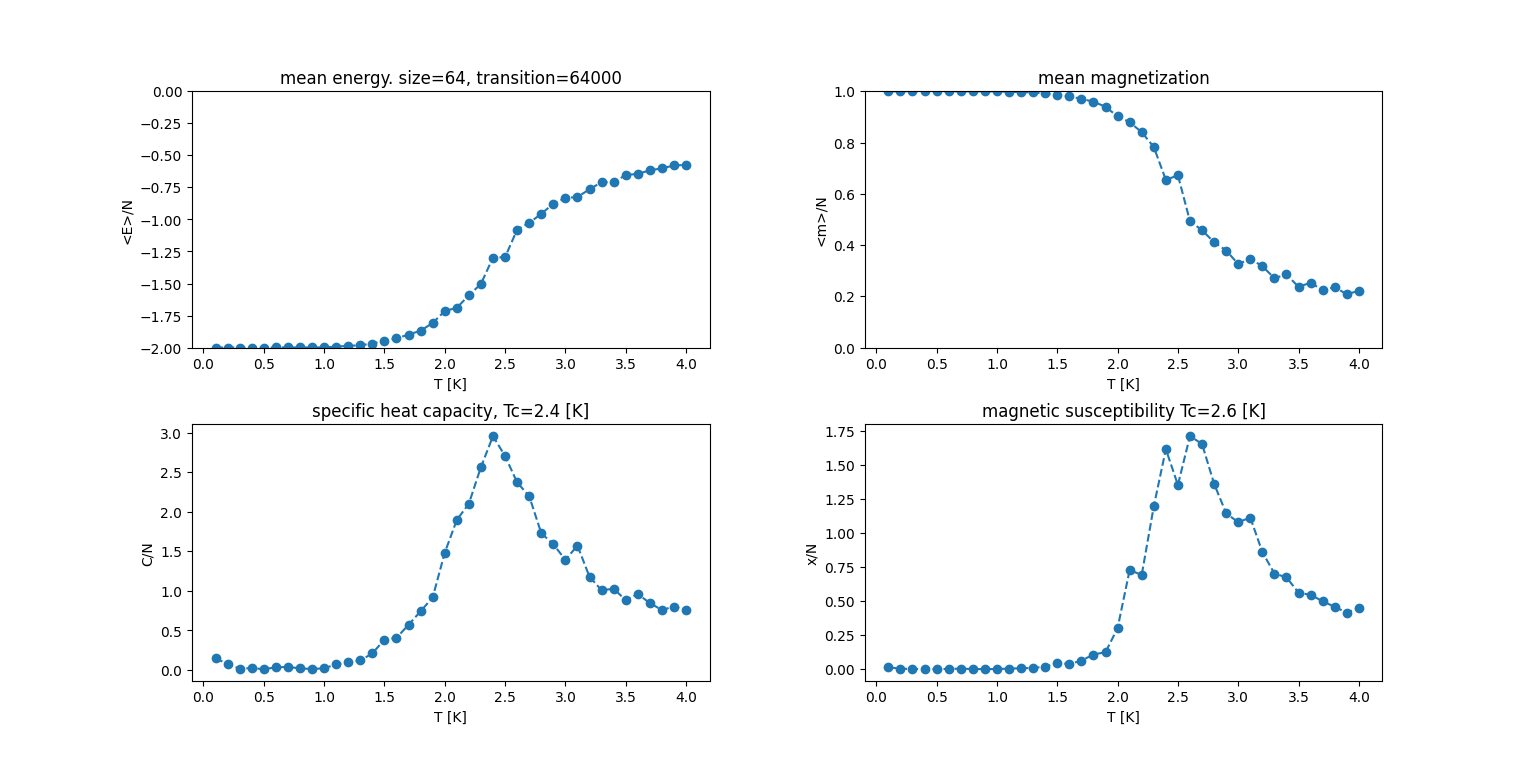 mean energy. size=64, transition=64000
0.00
−0.25
−0.50
−0.75
−1.00
−1.25
−1.50
−1.75
−2.00
<E>/N
0.0 0.5 1.0 1.5 2.0 2.5 3.0 3.5 4.0
T [K]
mean magnetization
1.0
0.8
0.6
0.4
0.2
0.0
<m>/N
0.0 0.5 1.0 1.5 2.0 2.5 3.0 3.5 4.0
T [K]
specific heat capacity, Tc=2.4 [K]
3.0
2.5
2.0
1.5
1.0
0.5
0.0
C/N
0.0 0.5 1.0 1.5 2.0 2.5 3.0 3.5 4.0
T [K]
magnetic susceptibility Tc=2.6 [K]
1.75
1.50
1.25
1.00
0.75
0.50
0.25
0.00
x/N
0.0 0.5 1.0 1.5 2.0 2.5 3.0 3.5 4.0
T [K]